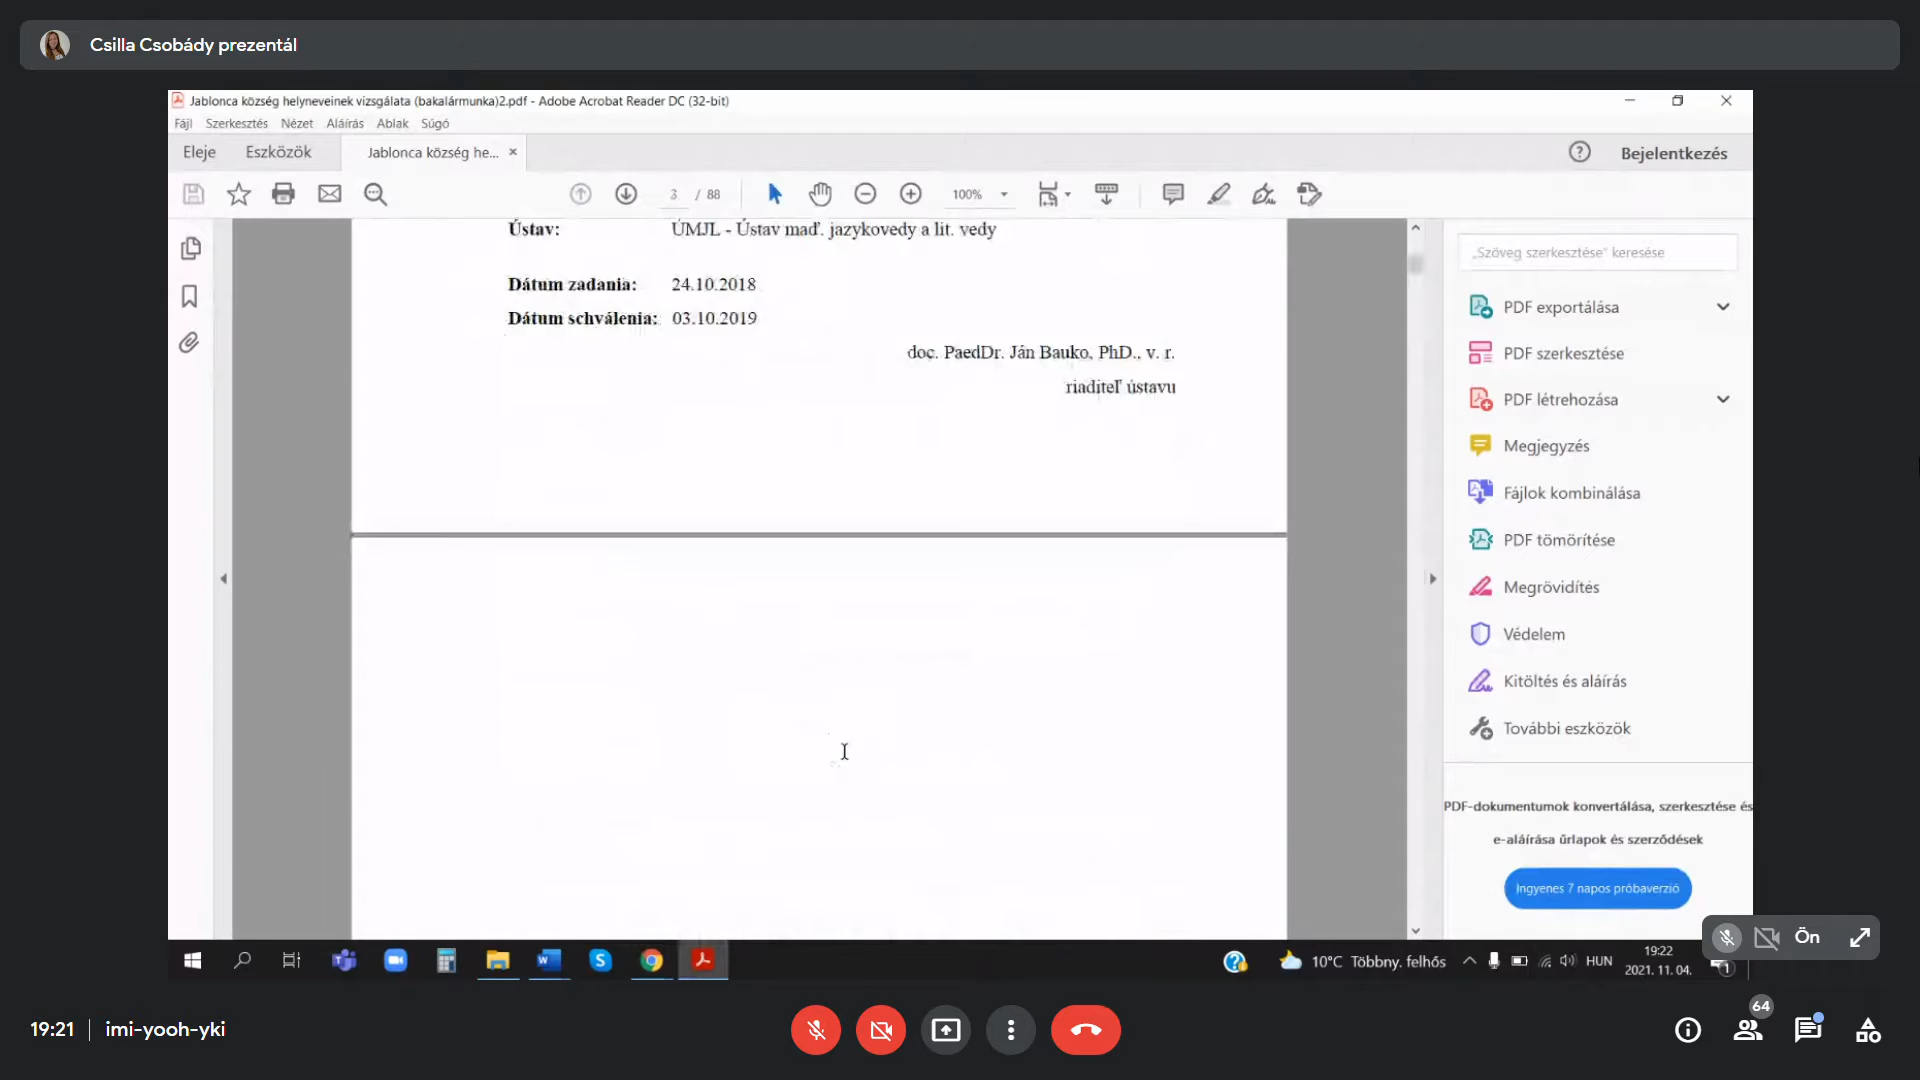 Csilla Csobády prezentál
Jablonca község helyneveinek vizsgálata (bakalármunka)2.pdf - Adobe Acrobat Reader DC (32-bit)
Fájl Szerkesztés Nézet Aláírás Ablak Súgó
Eleje Eszközök Jablonca község he... × Bejelentkezés
3 / 88 100%
Ústav: ÚMJL - Ústav maď. jazykovedy a lit. vedy
Dátum zadania: 24.10.2018
Dátum schválenia: 03.10.2019
doc. PaedDr. Ján Bauko, PhD., v. r.
riaditeľ ústavu
„Szöveg szerkesztése" keresése
PDF exportálása
PDF szerkesztése
PDF létrehozása
Megjegyzés
Fájlok kombinálása
PDF tömörítése
Megrövidítés
Védelem
Kitöltés és aláírás
További eszközök
PDF-dokumentumok konvertálása, szerkesztése és
e-aláírása űrlapok és szerződések
Ingyenes 7 napos próbaverzió
Ön
10°C Többny. felhős HUN 19:22
2021. 11. 04. 1
19:21 | imi-yooh-yki 64